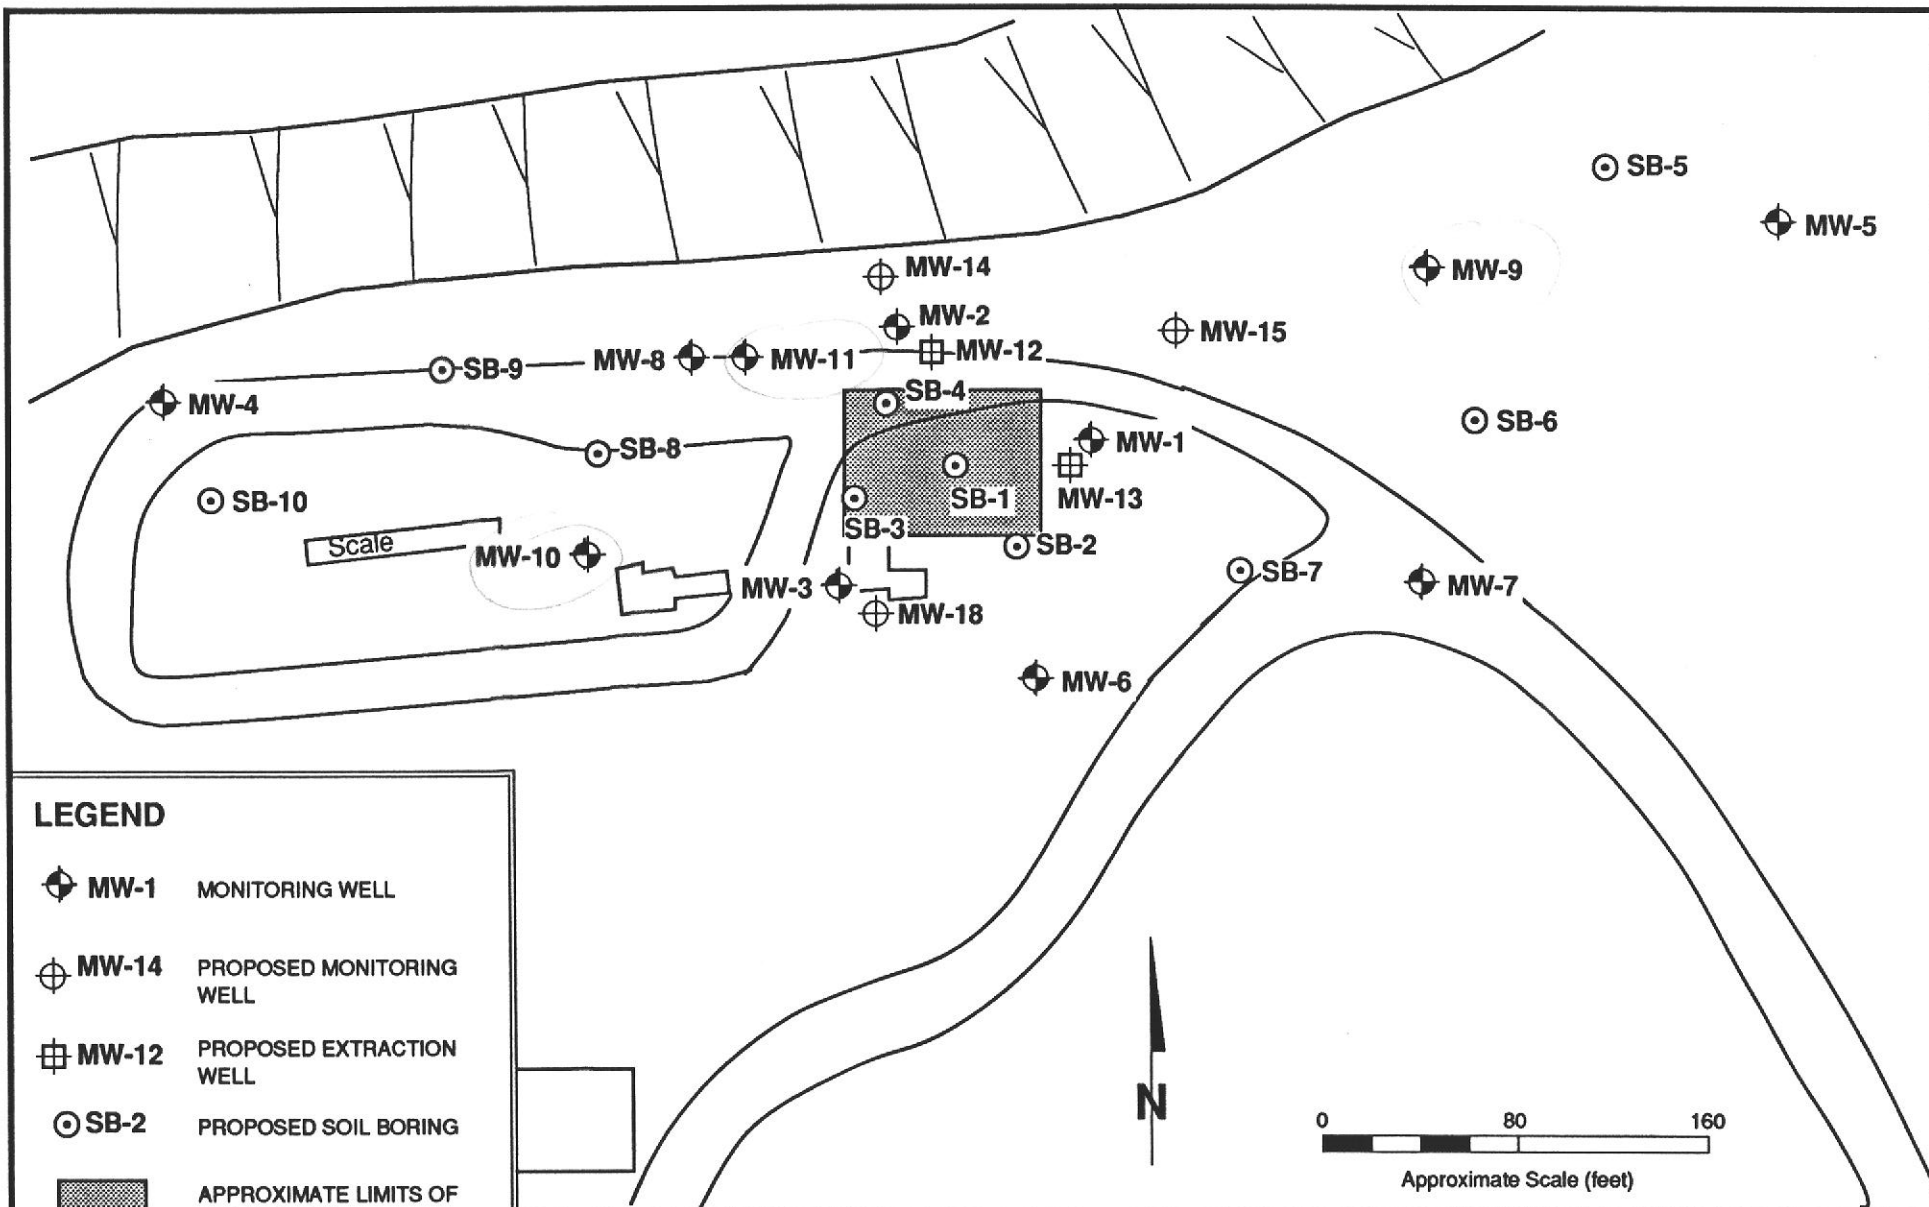 SB-5
MW-5
MW-14
MW-9
MW-2
MW-15
MW-8
MW-11
MW-12
SB-9
SB-4
MW-4
SB-6
MW-1
SB-8
SB-10
SB-1
MW-13
SB-3
Scale
MW-10
SB-2
SB-7
MW-3
MW-7
MW-18
MW-6
LEGEND
MW-1 MONITORING WELL
MW-14 PROPOSED MONITORING
WELL
MW-12 PROPOSED EXTRACTION
WELL
SB-2 PROPOSED SOIL BORING
APPROXIMATE LIMITS OF
N
0 80 160
Approximate Scale (feet)